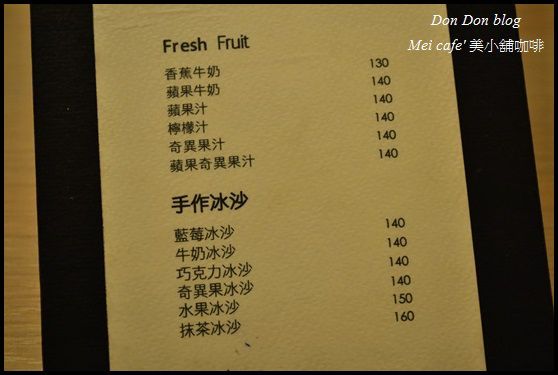 Don Don blog
Mei cafe' 美小舖咖啡
Fresh Fruit
香蕉牛奶 130
蘋果牛奶 140
蘋果汁 140
檸檬汁 140
奇異果汁 140
蘋果奇異果汁 140
手作冰沙
藍莓冰沙 140
牛奶冰沙 140
巧克力冰沙 140
奇異果冰沙 140
水果冰沙 150
抹茶冰沙 160